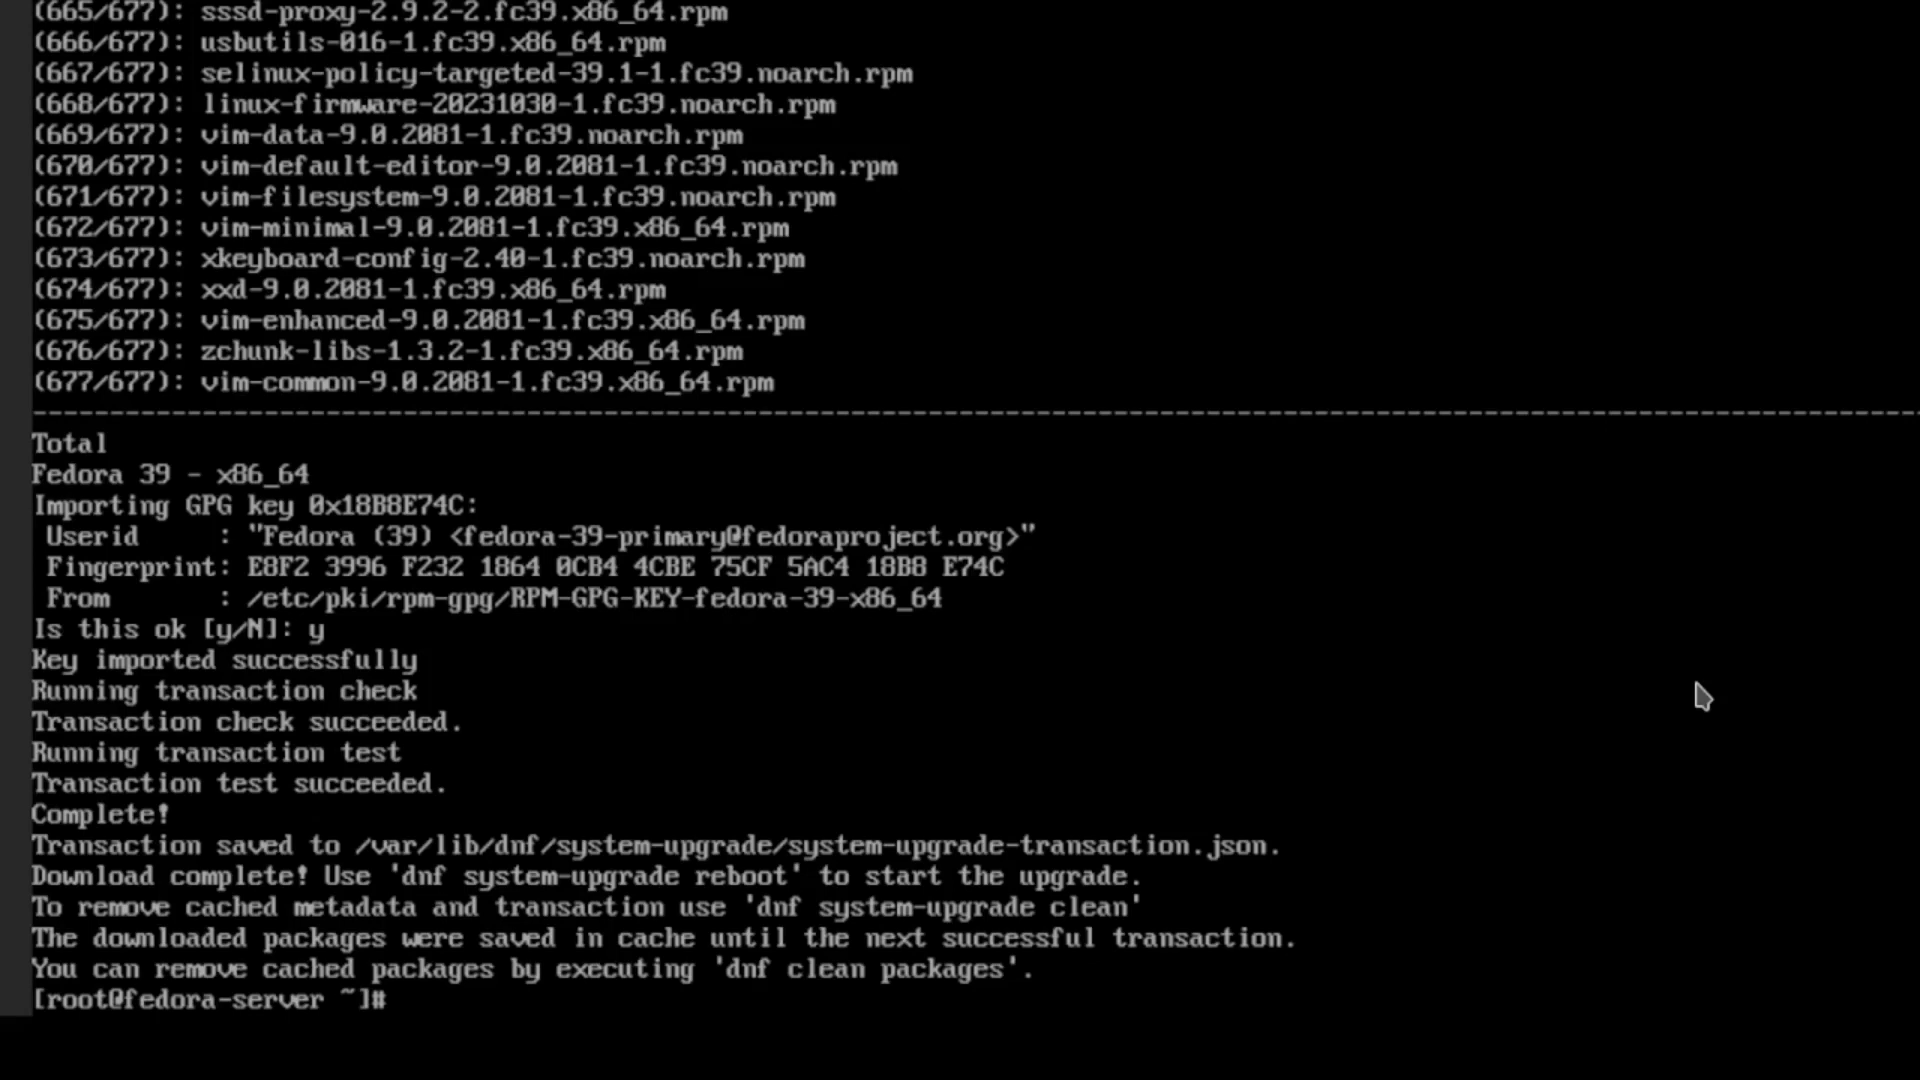 (665/677): sssd-proxy-2.9.2-2.fc39.x86_64.rpm
(666/677): usbutils-016-1.fc39.x86_64.rpm
(667/677): selinux-policy-targeted-39.1-1.fc39.noarch.rpm
(668/677): linux-firmware-20231030-1.fc39.noarch.rpm
(669/677): vim-data-9.0.2081-1.fc39.noarch.rpm
(670/677): vim-default-editor-9.0.2081-1.fc39.noarch.rpm
(671/677): vim-filesystem-9.0.2081-1.fc39.noarch.rpm
(672/677): vim-minimal-9.0.2081-1.fc39.x86_64.rpm
(673/677): xkeyboard-config-2.40-1.fc39.noarch.rpm
(674/677): xxd-9.0.2081-1.fc39.x86_64.rpm
(675/677): vim-enhanced-9.0.2081-1.fc39.x86_64.rpm
(676/677): zchunk-libs-1.3.2-1.fc39.x86_64.rpm
(677/677): vim-common-9.0.2081-1.fc39.x86_64.rpm
--------------------------------------------------------------------------------------------------------------------------
Total
Fedora 39 - x86_64
Importing GPG key 0x18B8E74C:
 Userid     : "Fedora (39) <fedora-39-primary@fedoraproject.org>"
 Fingerprint: E8F2 3996 F232 1864 0CB4 4CBE 75CF 5AC4 18B8 E74C
 From       : /etc/pki/rpm-gpg/RPM-GPG-KEY-fedora-39-x86_64
Is this ok [y/N]: y
Key imported successfully
Running transaction check
Transaction check succeeded.
Running transaction test
Transaction test succeeded.
Complete!
Transaction saved to /var/lib/dnf/system-upgrade/system-upgrade-transaction.json.
Download complete! Use 'dnf system-upgrade reboot' to start the upgrade.
To remove cached metadata and transaction use 'dnf system-upgrade clean'
The downloaded packages were saved in cache until the next successful transaction.
You can remove cached packages by executing 'dnf clean packages'.
[root@fedora-server ~]#